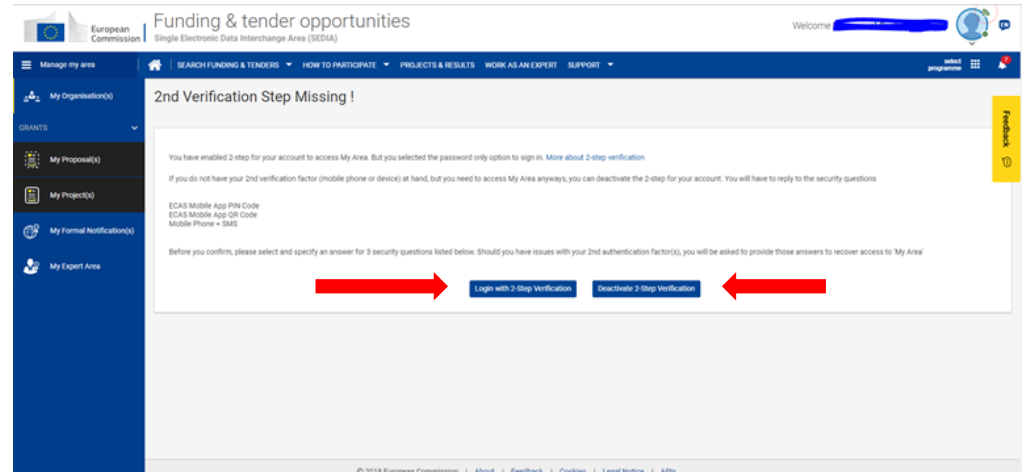 European
Commission
Funding & tender opportunities
Single Electronic Data Interchange Area (SEDIA)
Welcome
Manage my area
SEARCH FUNDING & TENDERS
HOW TO PARTICIPATE
PROJECTS & RESULTS
WORK AS AN EXPERT
SUPPORT
select
programme
My Organisation(s)
GRANTS
My Proposal(s)
My Project(s)
My Formal Notification(s)
My Expert Area
2nd Verification Step Missing !
You have enabled 2-step for your account to access My Area. But you selected the password only option to sign in. More about 2-step verification
If you do not have your 2nd verification factor (mobile phone or device) at hand, but you need to access My Area anyways, you can deactivate the 2-step for your account. You will have to reply to the security questions
ECAS Mobile App PIN Code
ECAS Mobile App QR Code
Mobile Phone + SMS
Before you confirm, please select and specify an answer for 3 security questions listed below. Should you have issues with your 2nd authentication factor(s), you will be asked to provide those answers to recover access to 'My Area'
Login with 2-Step Verification
Deactivate 2-Step Verification
Feedback
© 2018 European Commission | About | Feedback | Cookies | Legal Notice | APIs